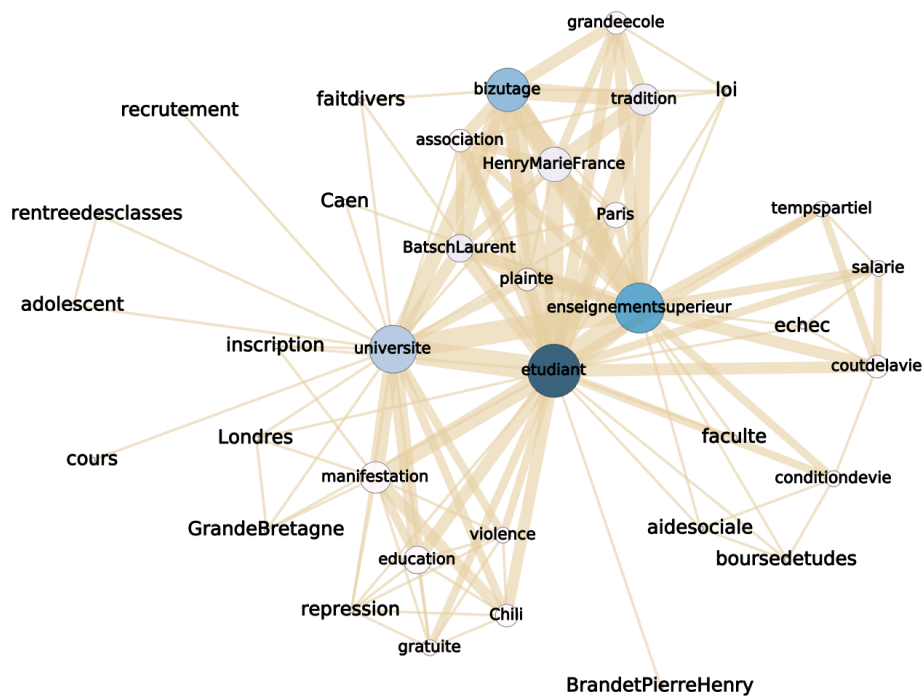 grandeecole
bizutage
loi
tradition
faitdivers
recrutement
association
HenryMarieFrance
Caen
Paris
tempspartiel
rentreedesclasses
BatschLaurent
salarie
plainte
adolescent
enseignementsuperieur
echec
inscription
universite
etudiant
coutdelavie
Londres
faculte
cours
manifestation
conditiondevie
GrandeBretagne
violence
aidesociale
education
boursedetudes
repression
Chili
gratuite
BrandetPierreHenry